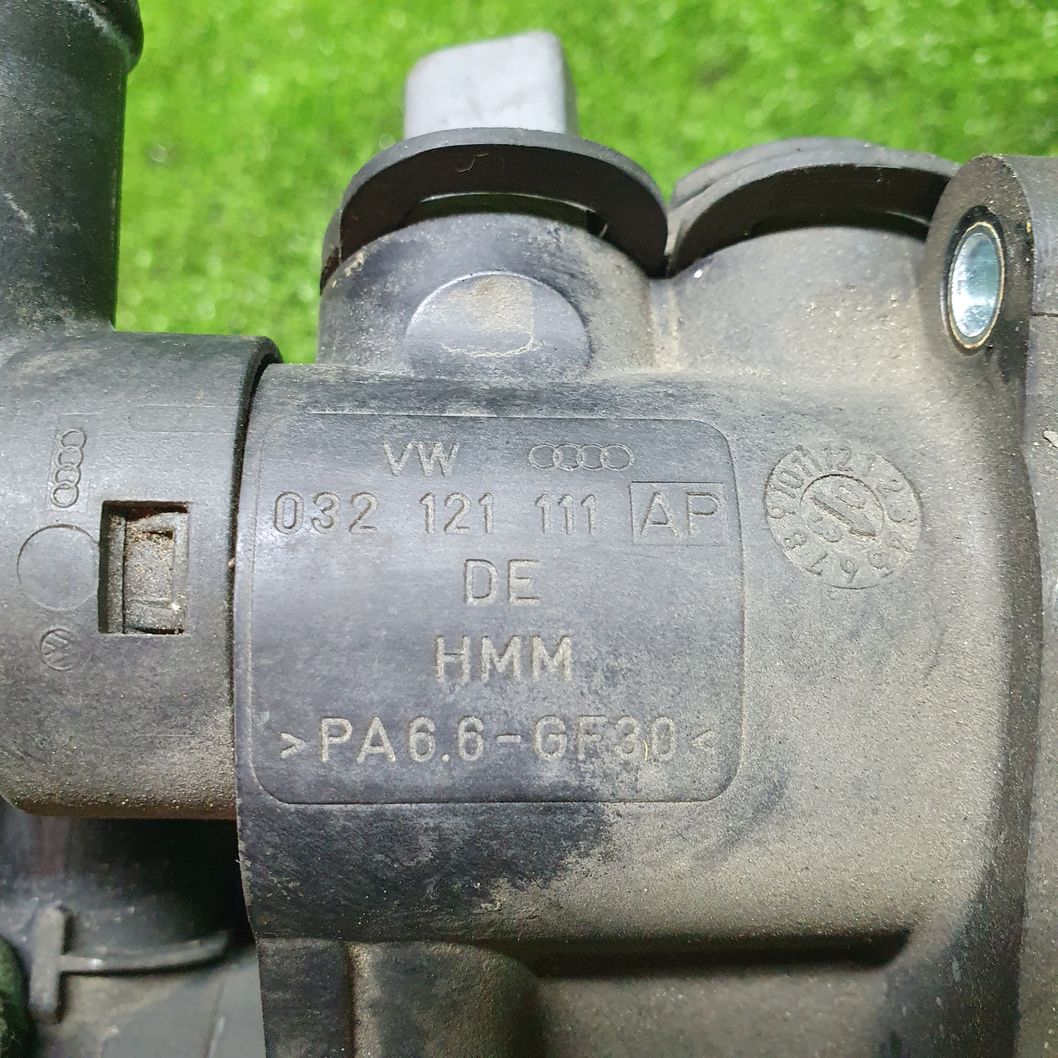 VW
032 121 111 AP
DE
HMM
>PA6.6-GF30<